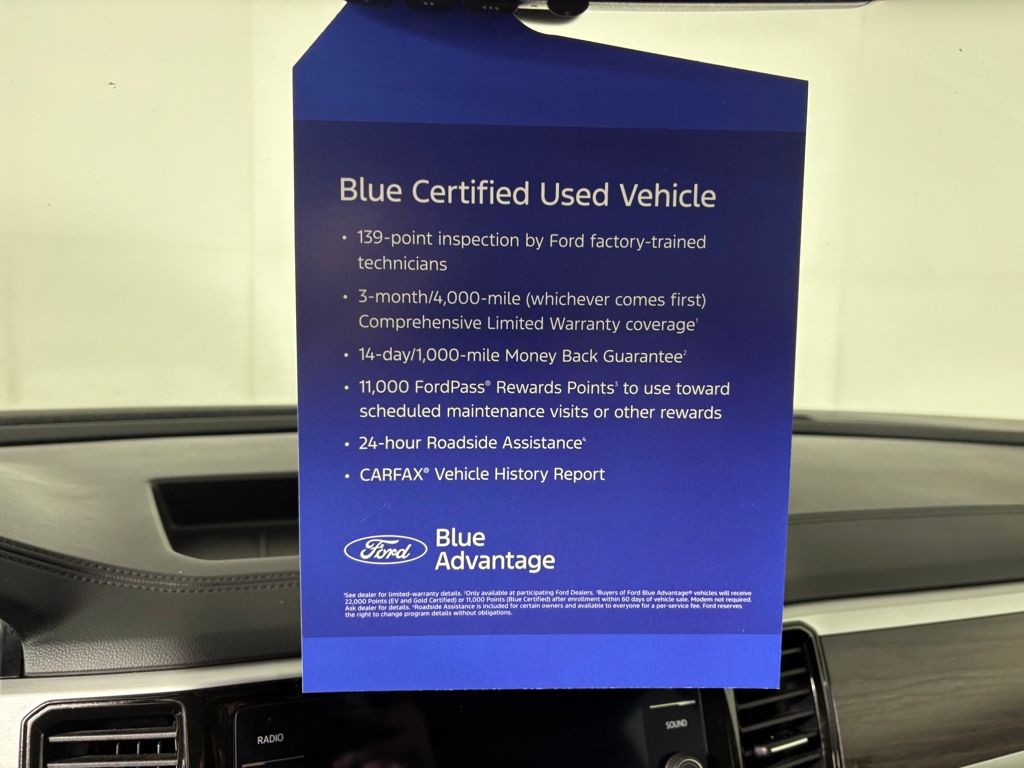 Blue Certified Used Vehicle
• 139-point inspection by Ford factory-trained
technicians
• 3-month/4,000-mile (whichever comes first)
Comprehensive Limited Warranty coverage¹
• 14-day/1,000-mile Money Back Guarantee²
• 11,000 FordPass® Rewards Points³ to use toward
scheduled maintenance visits or other rewards
• 24-hour Roadside Assistance⁴
• CARFAX® Vehicle History Report
Ford
Blue
Advantage
¹See dealer for limited-warranty details. ²Only available at participating Ford Dealers. ³Buyers of Ford Blue Advantage® vehicles will receive
22,000 Points (EV and Gold Certified) or 11,000 Points (Blue Certified) after enrollment within 60 days of vehicle sale. Modem not required.
Ask dealer for details. ⁴Roadside Assistance is included for certain owners and available to everyone for a per-service fee. Ford reserves
the right to change program details without obligations.
RADIO
SOUND